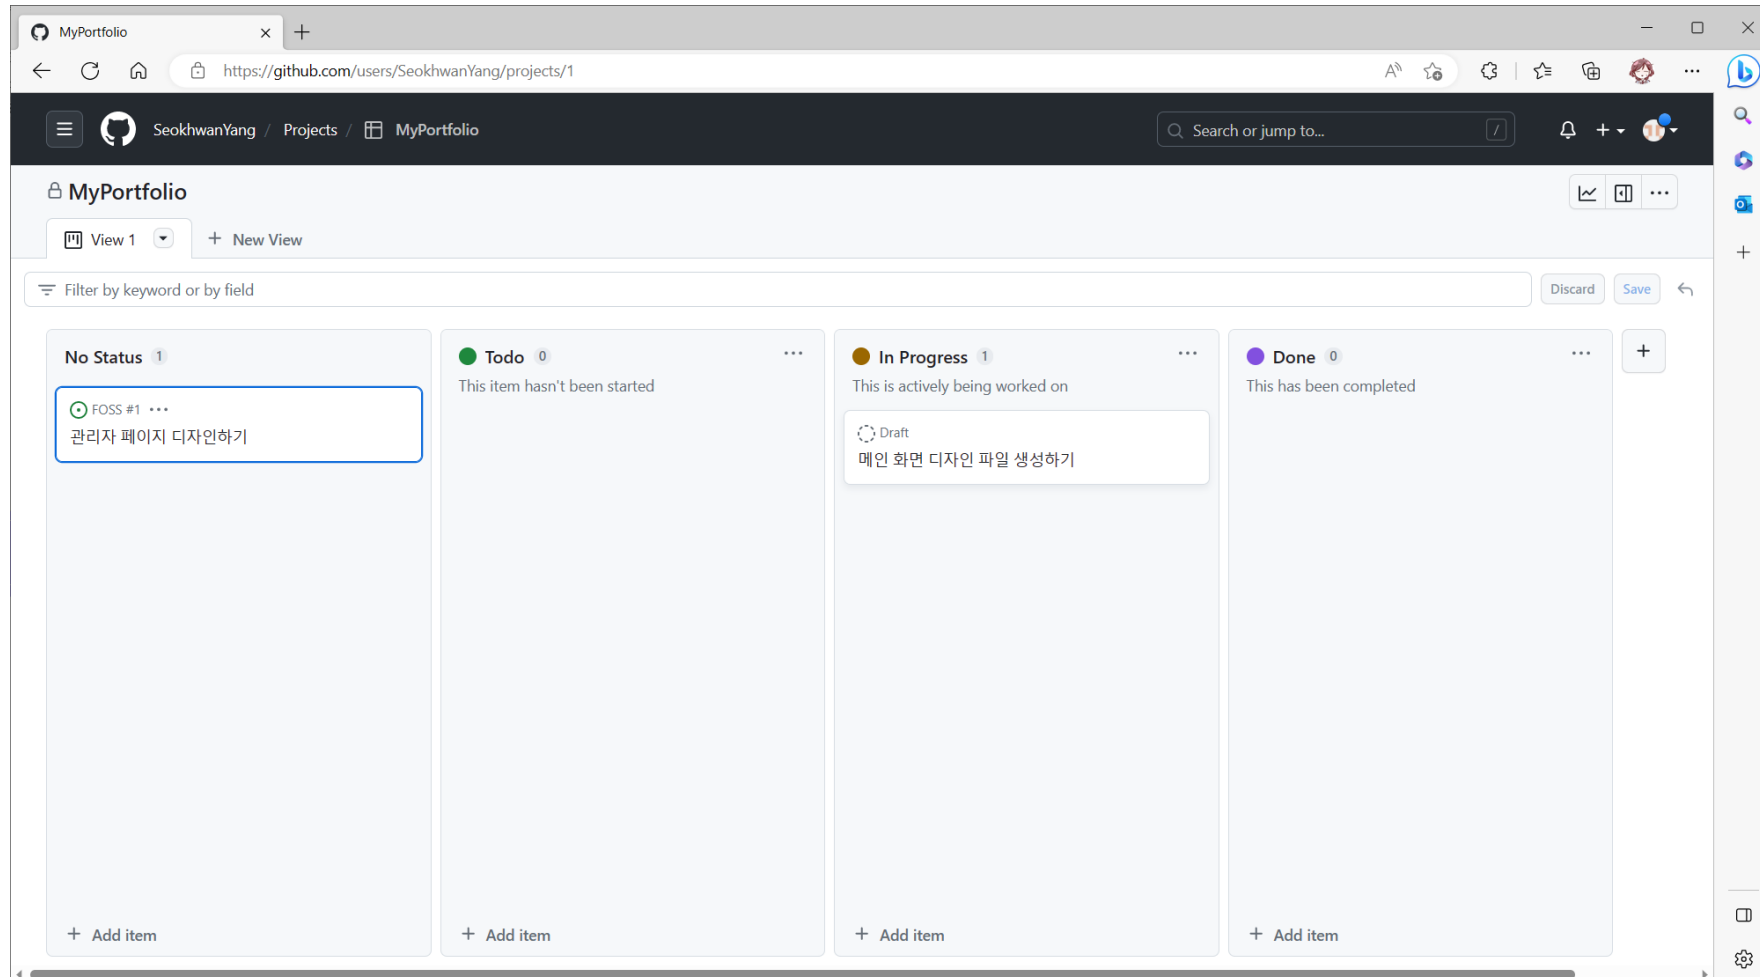 MyPortfolio
https://github.com/users/SeokhwanYang/projects/1
SeokhwanYang / Projects / MyPortfolio
Search or jump to... /
MyPortfolio
View 1
New View
Filter by keyword or by field
Discard
Save
No Status 1
FOSS #1
관리자 페이지 디자인하기
Add item
Todo 0
This item hasn't been started
Add item
In Progress 1
This is actively being worked on
Draft
메인 화면 디자인 파일 생성하기
Add item
Done 0
This has been completed
Add item